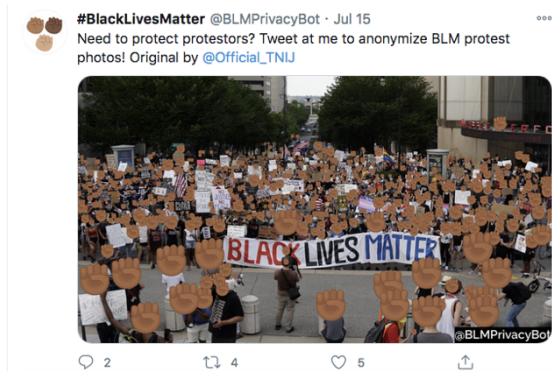 #BlackLivesMatter @BLMPrivacyBot · Jul 15
Need to protect protestors? Tweet at me to anonymize BLM protest
photos! Original by @Official_TNIJ
BLACK LIVES MATTER
@BLMPrivacyBot
2 4 5